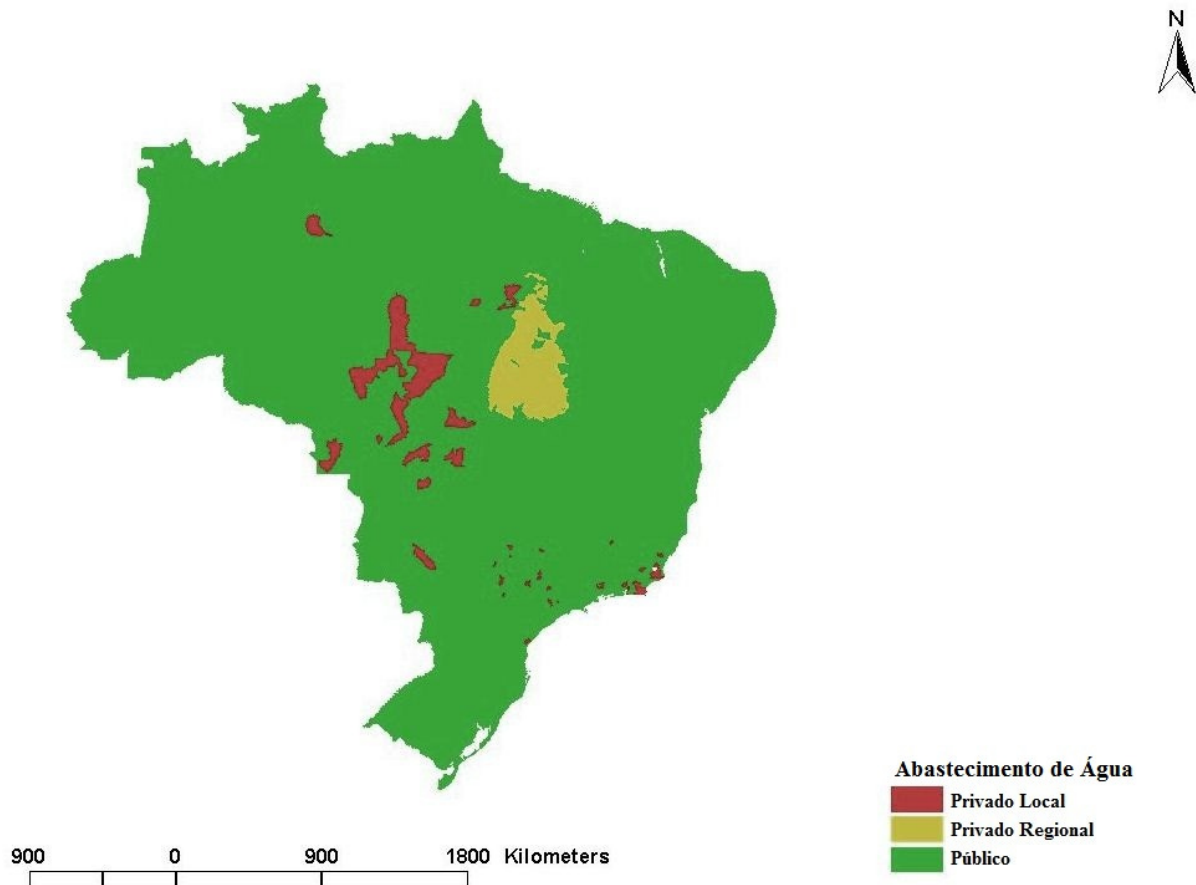 N
Abastecimento de Água
Privado Local
Privado Regional
Público
900 0 900 1800 Kilometers